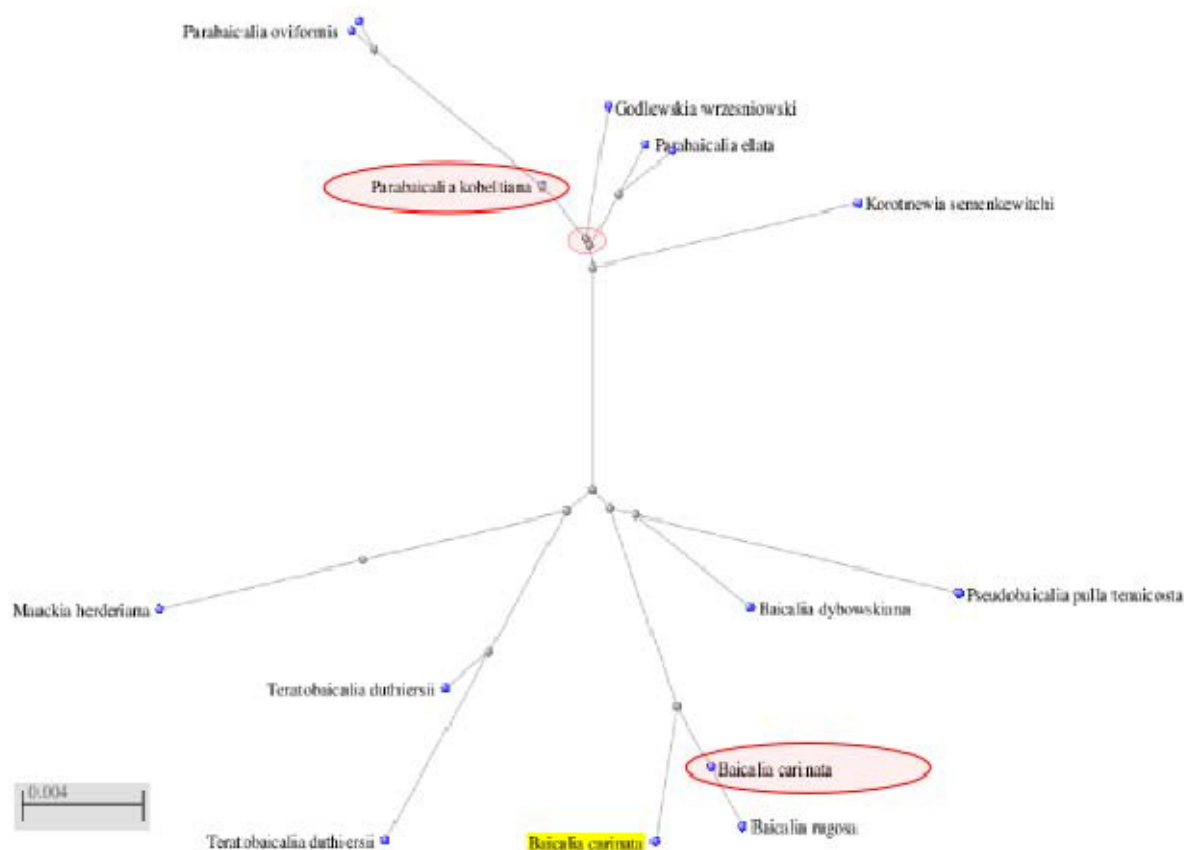 Parabaicalia oviformis
Godlewskia wrzesniowski
Parabaicalia elata
Parabaicalia kobeltiana
Korotnewia semenkewitchi
Maackia herderiana
Baicalia dybowskiana
Pseudobaicalia pulla tenuicosta
Teratobaicalia duthiersii
Baicalia carinata
0.004
Baicalia rugosa
Teratobaicalia duthiersii
Baicalia carinata